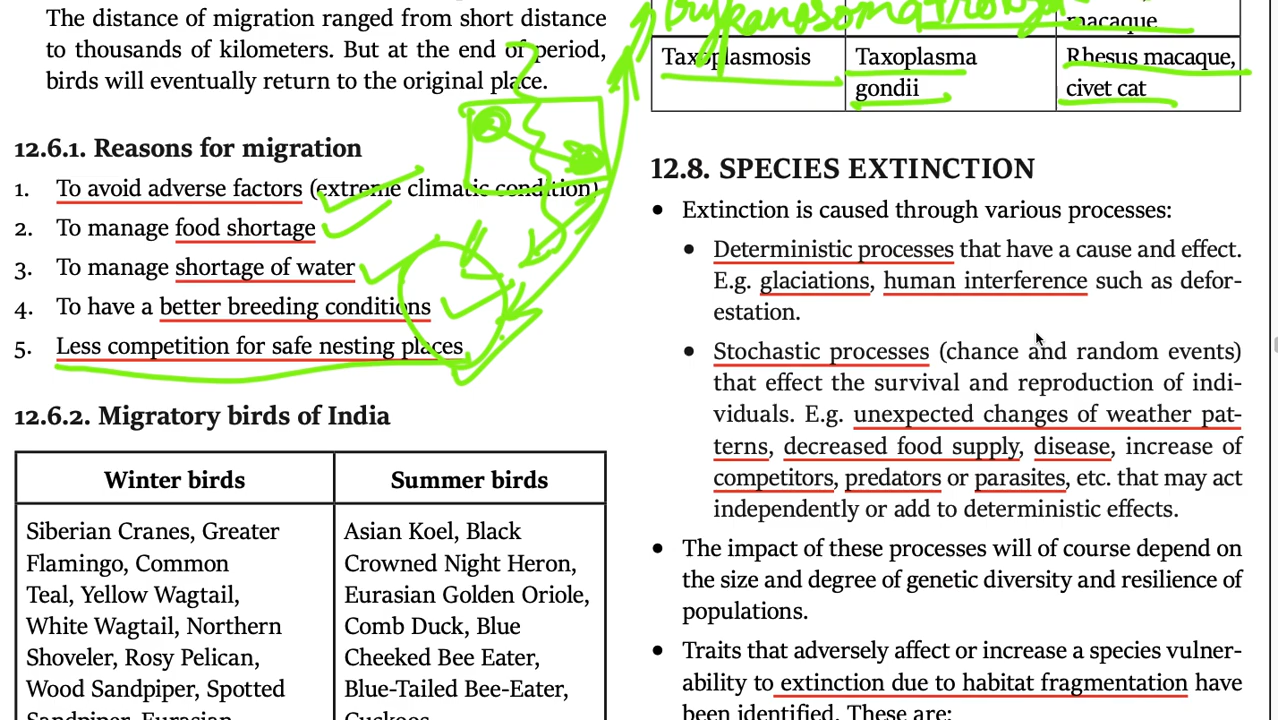 The distance of migration ranged from short distance
to thousands of kilometers. But at the end of period,
birds will eventually return to the original place.
12.6.1. Reasons for migration
1. To avoid adverse factors (extreme climatic condition)
2. To manage food shortage
3. To manage shortage of water
4. To have a better breeding conditions
5. Less competition for safe nesting places
12.6.2. Migratory birds of India
Winter birds
Summer birds
Siberian Cranes, Greater
Flamingo, Common
Teal, Yellow Wagtail,
White Wagtail, Northern
Shoveler, Rosy Pelican,
Wood Sandpiper, Spotted
Sandpiper, Eurasian
Asian Koel, Black
Crowned Night Heron,
Eurasian Golden Oriole,
Comb Duck, Blue
Cheeked Bee Eater,
Blue-Tailed Bee-Eater,
Cuckoos
macaque
Taxoplasmosis
Taxoplasma
gondii
Rhesus macaque,
civet cat
12.8. SPECIES EXTINCTION
• Extinction is caused through various processes:
• Deterministic processes that have a cause and effect.
E.g. glaciations, human interference such as defor-
estation.
• Stochastic processes (chance and random events)
that effect the survival and reproduction of indi-
viduals. E.g. unexpected changes of weather pat-
terns, decreased food supply, disease, increase of
competitors, predators or parasites, etc. that may act
independently or add to deterministic effects.
• The impact of these processes will of course depend on
the size and degree of genetic diversity and resilience of
populations.
• Traits that adversely affect or increase a species vulner-
ability to extinction due to habitat fragmentation have
been identified. These are: